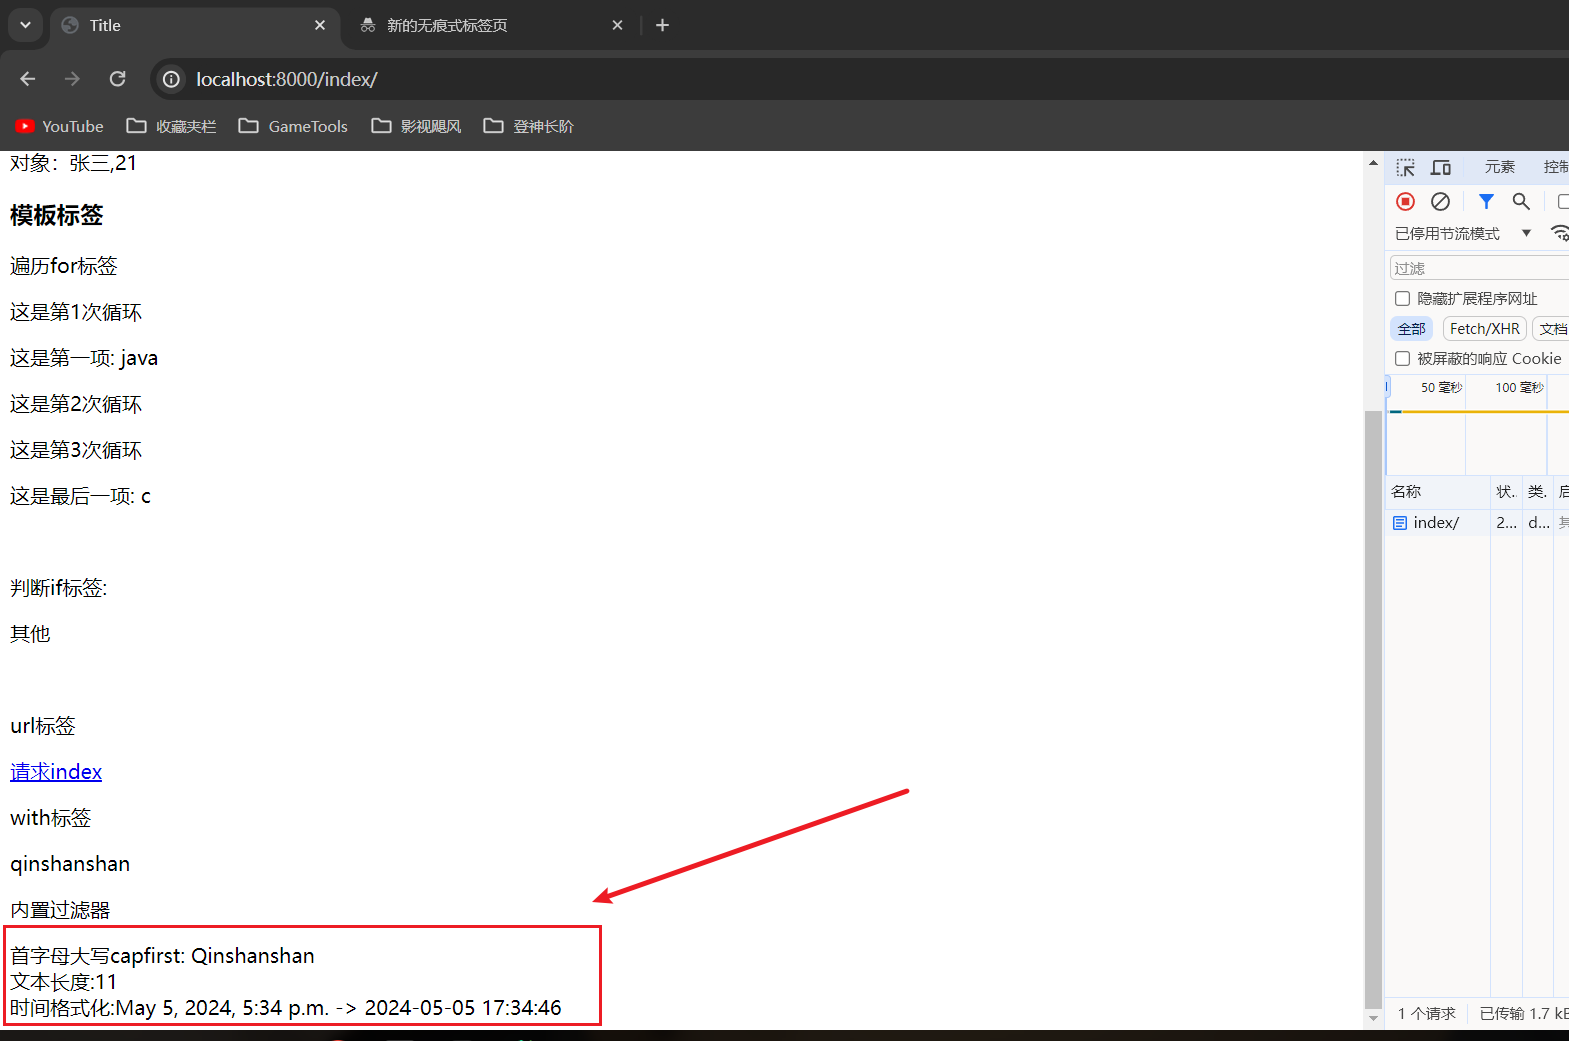 Title
新的无痕式标签页
localhost:8000/index/
YouTube
收藏夹栏
GameTools
影视飓风
登神长阶
对象：张三,21
模板标签
遍历for标签
这是第1次循环
这是第一项: java
这是第2次循环
这是第3次循环
这是最后一项: c
判断if标签:
其他
url标签
请求index
with标签
qinshanshan
内置过滤器
首字母大写capfirst: Qinshanshan
文本长度:11
时间格式化:May 5, 2024, 5:34 p.m. -> 2024-05-05 17:34:46
元素
控制
已停用节流模式
过滤
隐藏扩展程序网址
全部
Fetch/XHR
文档
被屏蔽的响应 Cookie
50 毫秒
100 毫秒
名称
状..
类.
index/
2...
d...
1 个请求
已传输 1.7 kB